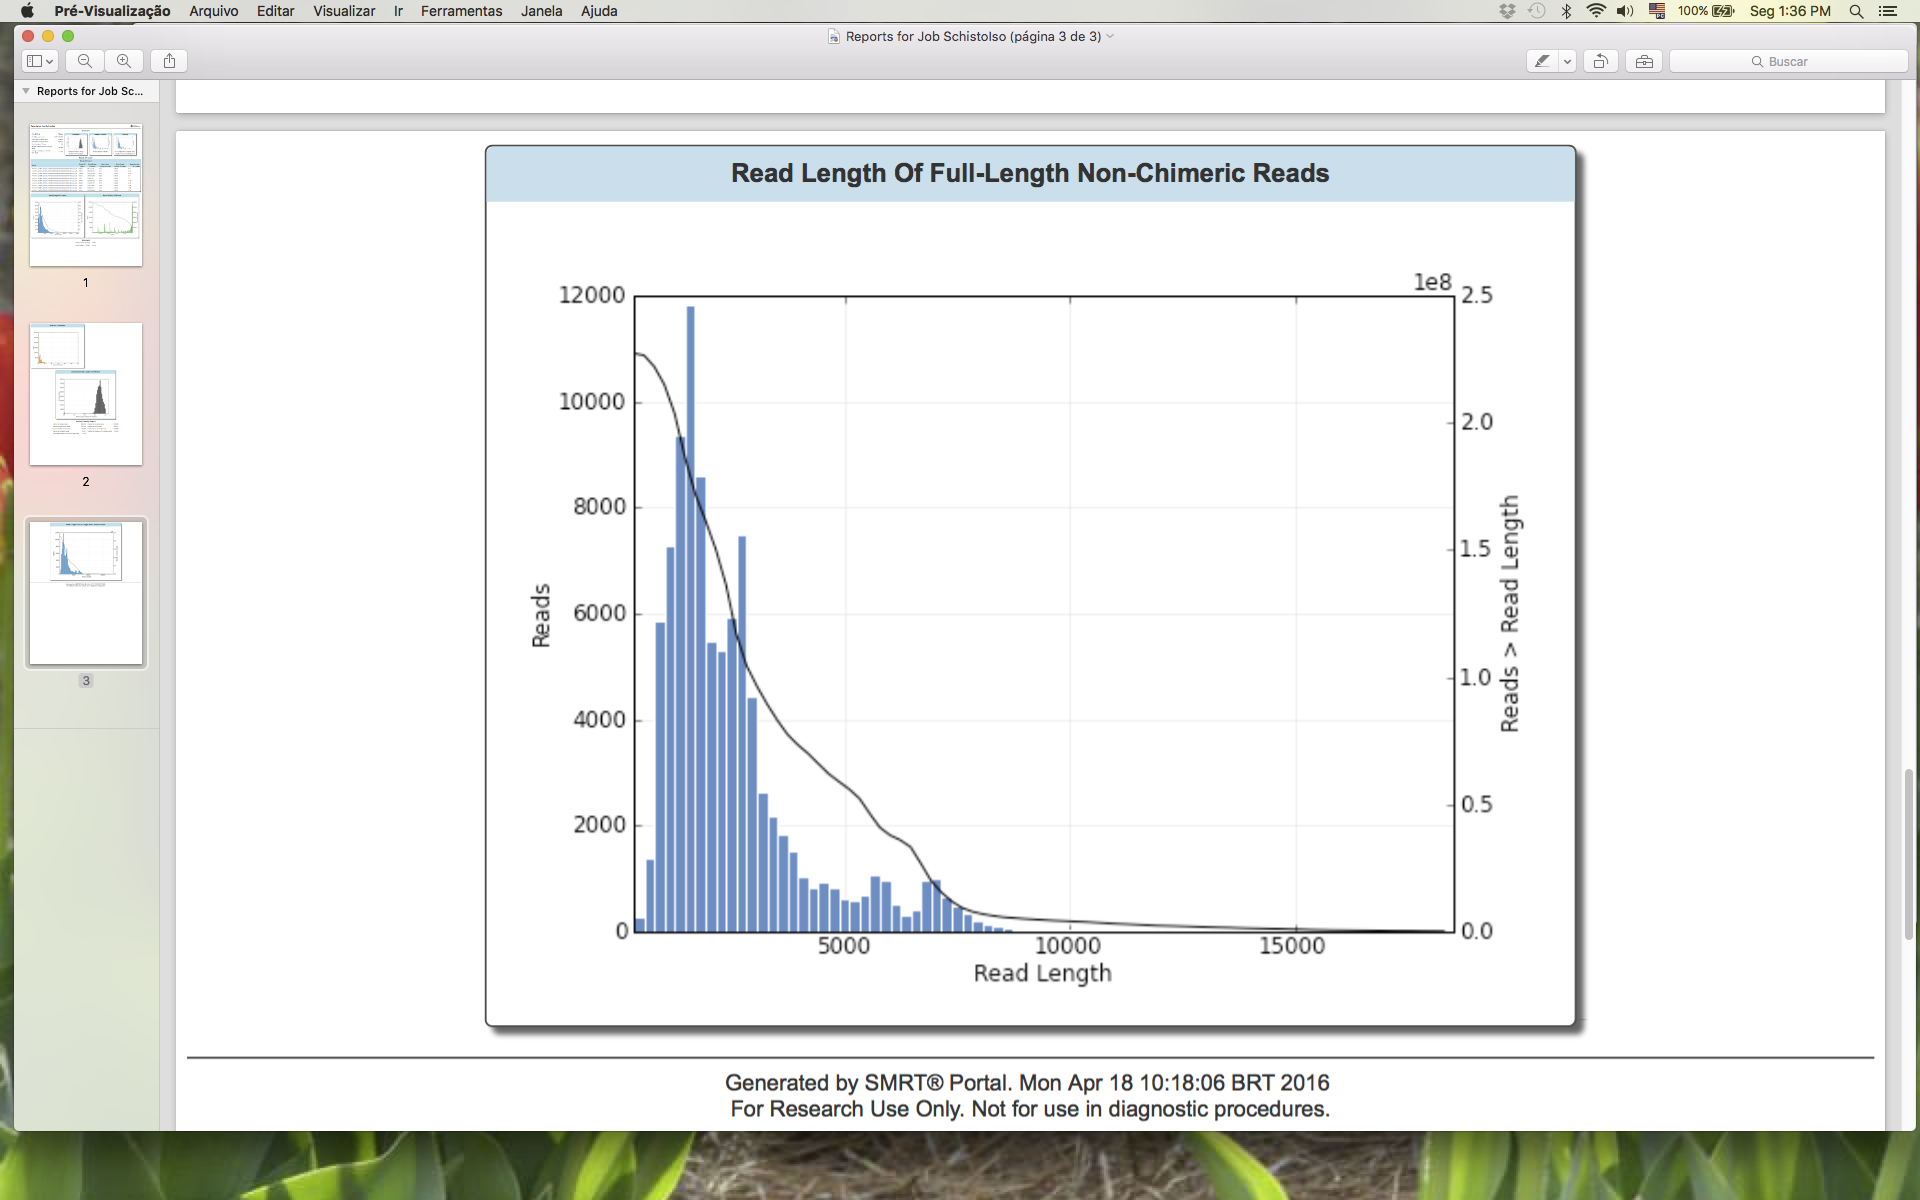 Pré-Visualização Arquivo Editar Visualizar Ir Ferramentas Janela Ajuda 100% Seg 1:36 PM
Reports for Job SchistoIso (página 3 de 3)
Buscar
Reports for Job Sc...
1
2
3
Read Length Of Full-Length Non-Chimeric Reads
1e8
12000
10000
8000
6000
4000
2000
0
Reads
2.5
2.0
1.5
1.0
0.5
0.0
Reads > Read Length
5000 10000 15000
Read Length
Generated by SMRT® Portal. Mon Apr 18 10:18:06 BRT 2016
For Research Use Only. Not for use in diagnostic procedures.